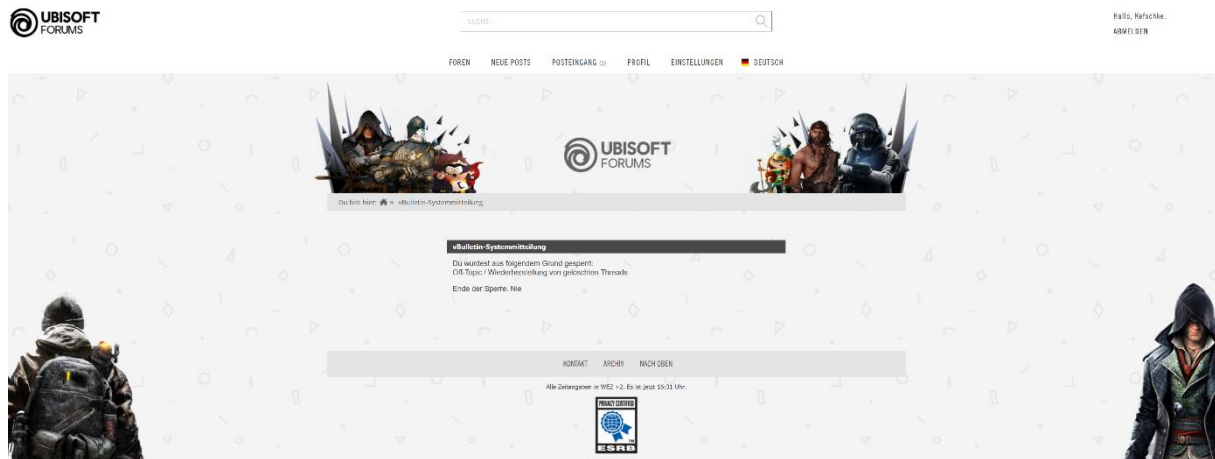 UBISOFT
FORUMS
SUCHE...
Hallo, Kefschke.
ABMELDEN
FOREN NEUE POSTS POSTEINGANG PROFIL EINSTELLUNGEN DEUTSCH
UBISOFT
FORUMS
Du bist hier: » vBulletin-Systemmitteilung
vBulletin-Systemmitteilung
Du wurdest aus folgendem Grund gesperrt:
Off-Topic / Wiederherstellung von gelöschten Threads
Ende der Sperre: Nie
KONTAKT ARCHIV NACH OBEN
Alle Zeitangaben in WEZ +2. Es ist jetzt 16:31 Uhr.
PRIVACY CERTIFIED
ESRB